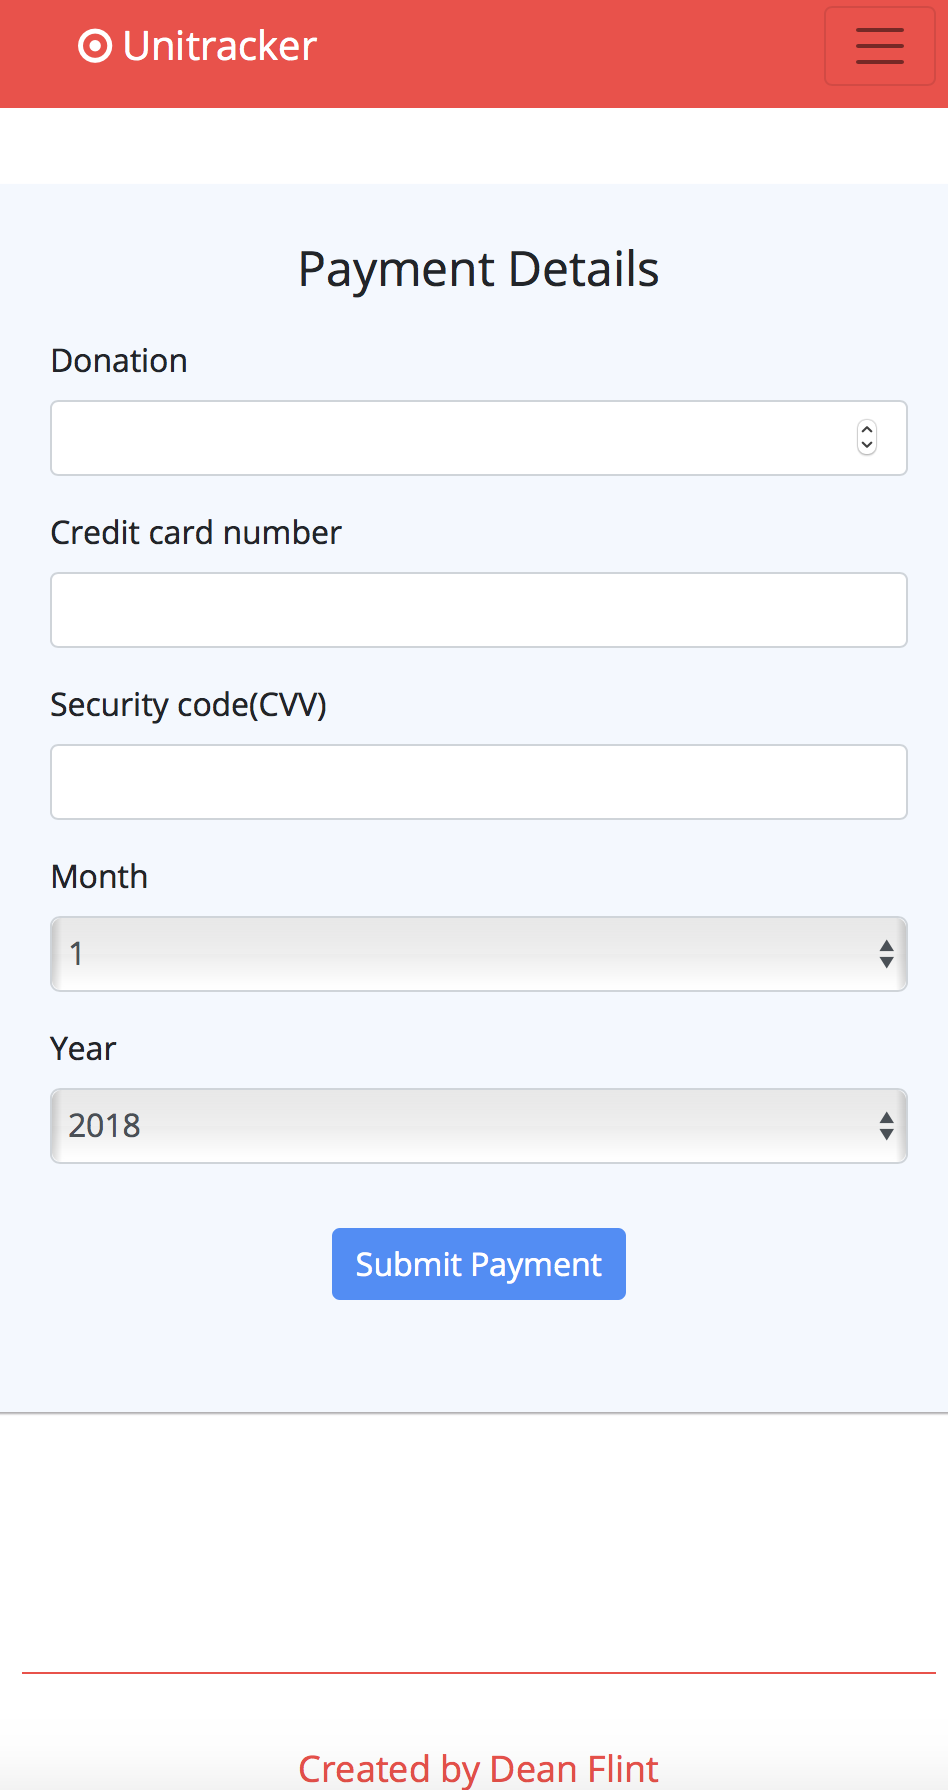 Unitracker
Payment Details
Donation
Credit card number
Security code(CVV)
Month
1
Year
2018
Submit Payment
Created by Dean Flint